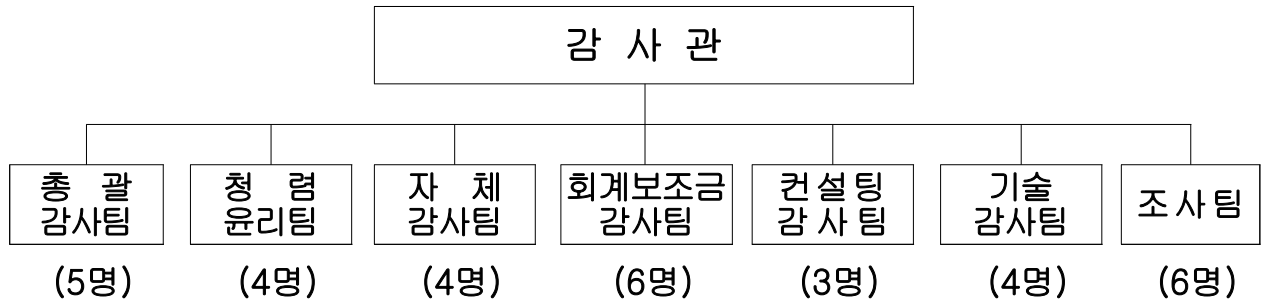 감 사 관
총 괄
감사팀
청 렴
윤리팀
자 체
감사팀
회계보조금
감사팀
컨설팅
감 사 팀
기술
감사팀
조 사 팀
(5명) (4명) (4명) (6명) (3명) (4명) (6명)